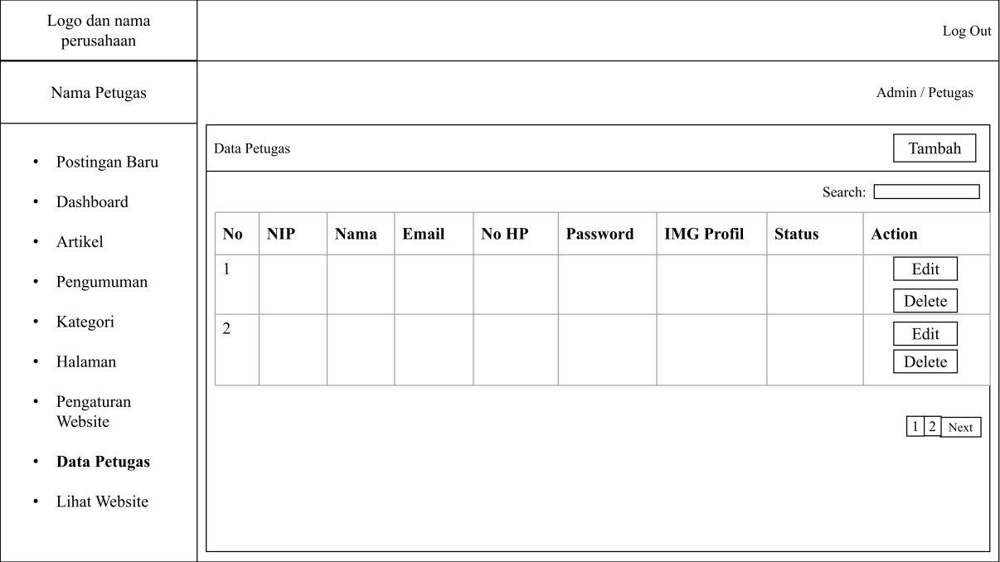 Logo dan nama
perusahaan
Log Out
Nama Petugas
Admin / Petugas
• Postingan Baru
• Dashboard
• Artikel
• Pengumuman
• Kategori
• Halaman
• Pengaturan
Website
• Data Petugas
• Lihat Website
Data Petugas
Tambah
Search:
No NIP Nama Email No HP Password IMG Profil Status Action
1 Edit
Delete
2 Edit
Delete
1 2 Next